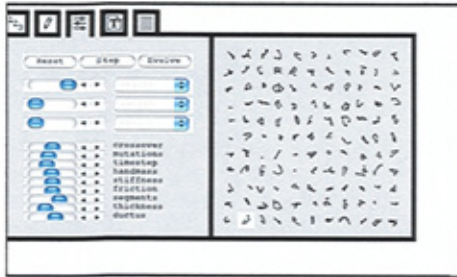 Reset Step Evolve
crossover
mutations
timestep
handmass
stiffness
friction
segments
thickness
ductus